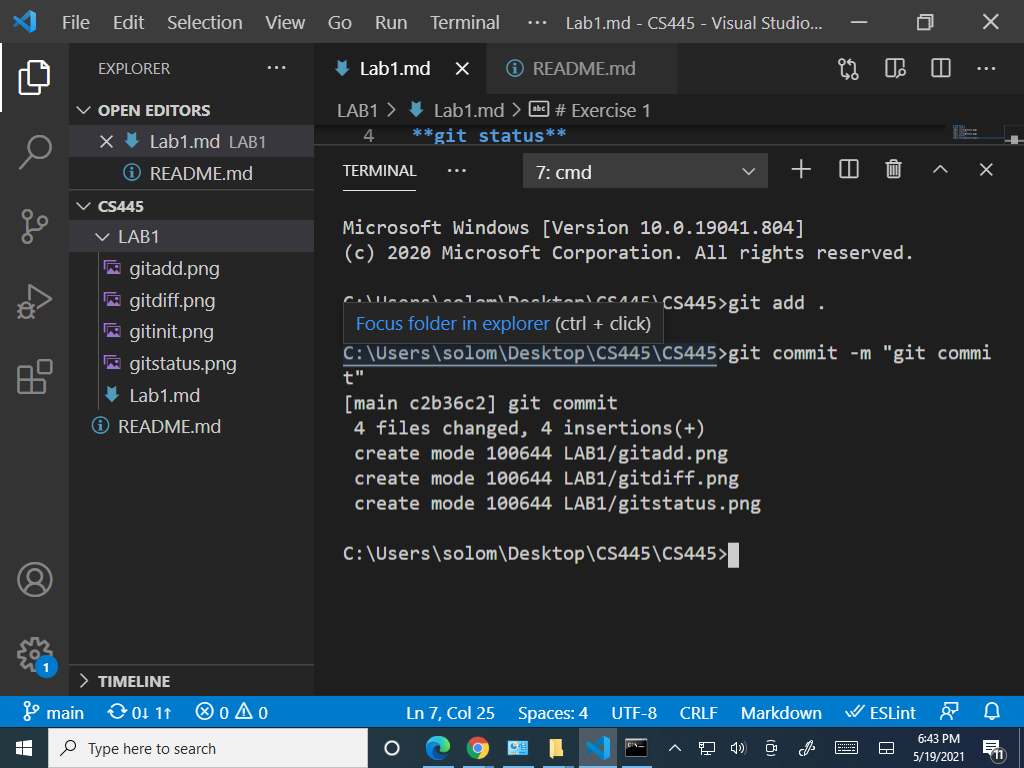 File Edit Selection View Go Run Terminal ··· Lab1.md - CS445 - Visual Studio...
EXPLORER ···
OPEN EDITORS
Lab1.md LAB1
README.md
CS445
LAB1
gitadd.png
gitdiff.png
gitinit.png
gitstatus.png
Lab1.md
README.md
TIMELINE
Lab1.md README.md
LAB1 > Lab1.md > abc # Exercise 1
4 **git status**
TERMINAL ··· 7: cmd
Microsoft Windows [Version 10.0.19041.804]
(c) 2020 Microsoft Corporation. All rights reserved.
C:\Users\solom\Desktop\CS445\CS445>git add .
Focus folder in explorer (ctrl + click)
C:\Users\solom\Desktop\CS445\CS445>git commit -m "git commi
t"
[main c2b36c2] git commit
4 files changed, 4 insertions(+)
create mode 100644 LAB1/gitadd.png
create mode 100644 LAB1/gitdiff.png
create mode 100644 LAB1/gitstatus.png
C:\Users\solom\Desktop\CS445\CS445>
1
main 0↓ 1↑ 0 0 Ln 7, Col 25 Spaces: 4 UTF-8 CRLF Markdown ESLint
Type here to search
6:43 PM
5/19/2021
11